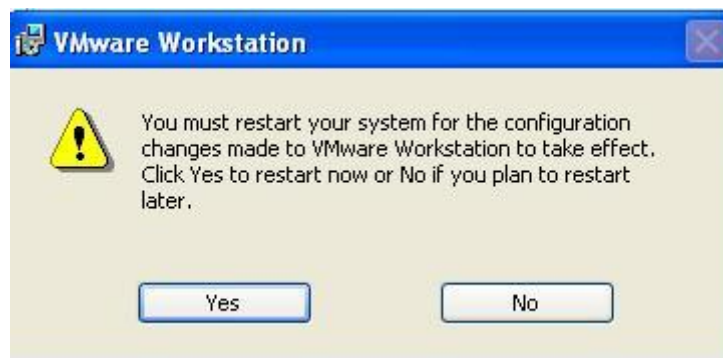 VMware Workstation
You must restart your system for the configuration
changes made to VMware Workstation to take effect.
Click Yes to restart now or No if you plan to restart
later.
Yes
No